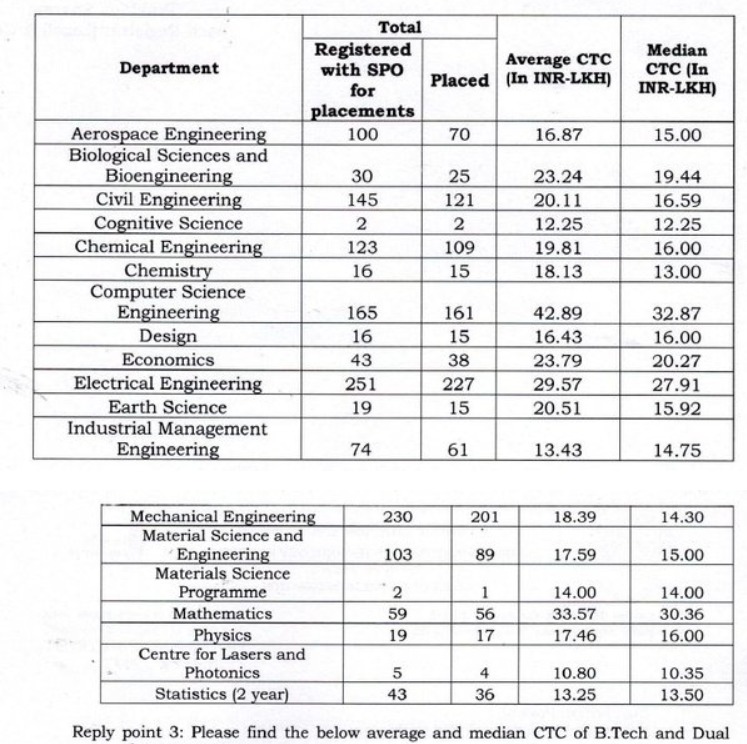 Total
Department Registered with SPO for placements Placed Average CTC (In INR-LKH) Median CTC (In INR-LKH)
Aerospace Engineering 100 70 16.87 15.00
Biological Sciences and
Bioengineering 30 25 23.24 19.44
Civil Engineering 145 121 20.11 16.59
Cognitive Science 2 2 12.25 12.25
Chemical Engineering 123 109 19.81 16.00
Chemistry 16 15 18.13 13.00
Computer Science
Engineering 165 161 42.89 32.87
Design 16 15 16.43 16.00
Economics 43 38 23.79 20.27
Electrical Engineering 251 227 29.57 27.91
Earth Science 19 15 20.51 15.92
Industrial Management
Engineering 74 61 13.43 14.75
Mechanical Engineering 230 201 18.39 14.30
Material Science and
Engineering 103 89 17.59 15.00
Materials Science
Programme 2 1 14.00 14.00
Mathematics 59 56 33.57 30.36
Physics 19 17 17.46 16.00
Centre for Lasers and
Photonics 5 4 10.80 10.35
Statistics (2 year) 43 36 13.25 13.50
Reply point 3: Please find the below average and median CTC of B.Tech and Dual